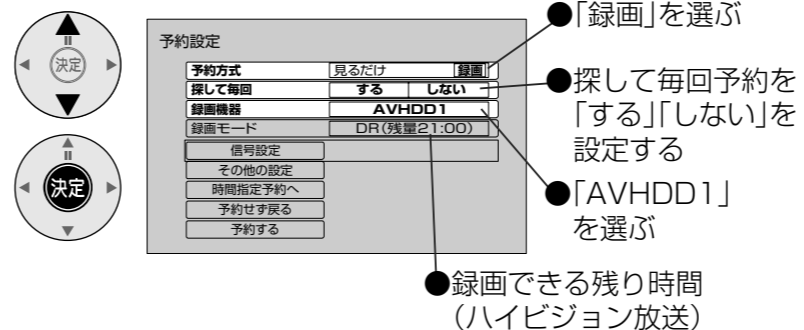 ●「録画」を選ぶ
決定
予約設定
予約方式 見るだけ 録画
探して毎回 する しない
録画機器 AVHDD1
録画モード DR(残量21:00)
信号設定
その他の設定
時間指定予約へ
予約せず戻る
予約する
●探して毎回予約を
「する」「しない」を
設定する
決定
●「AVHDD1」
を選ぶ
●録画できる残り時間
(ハイビジョン放送)